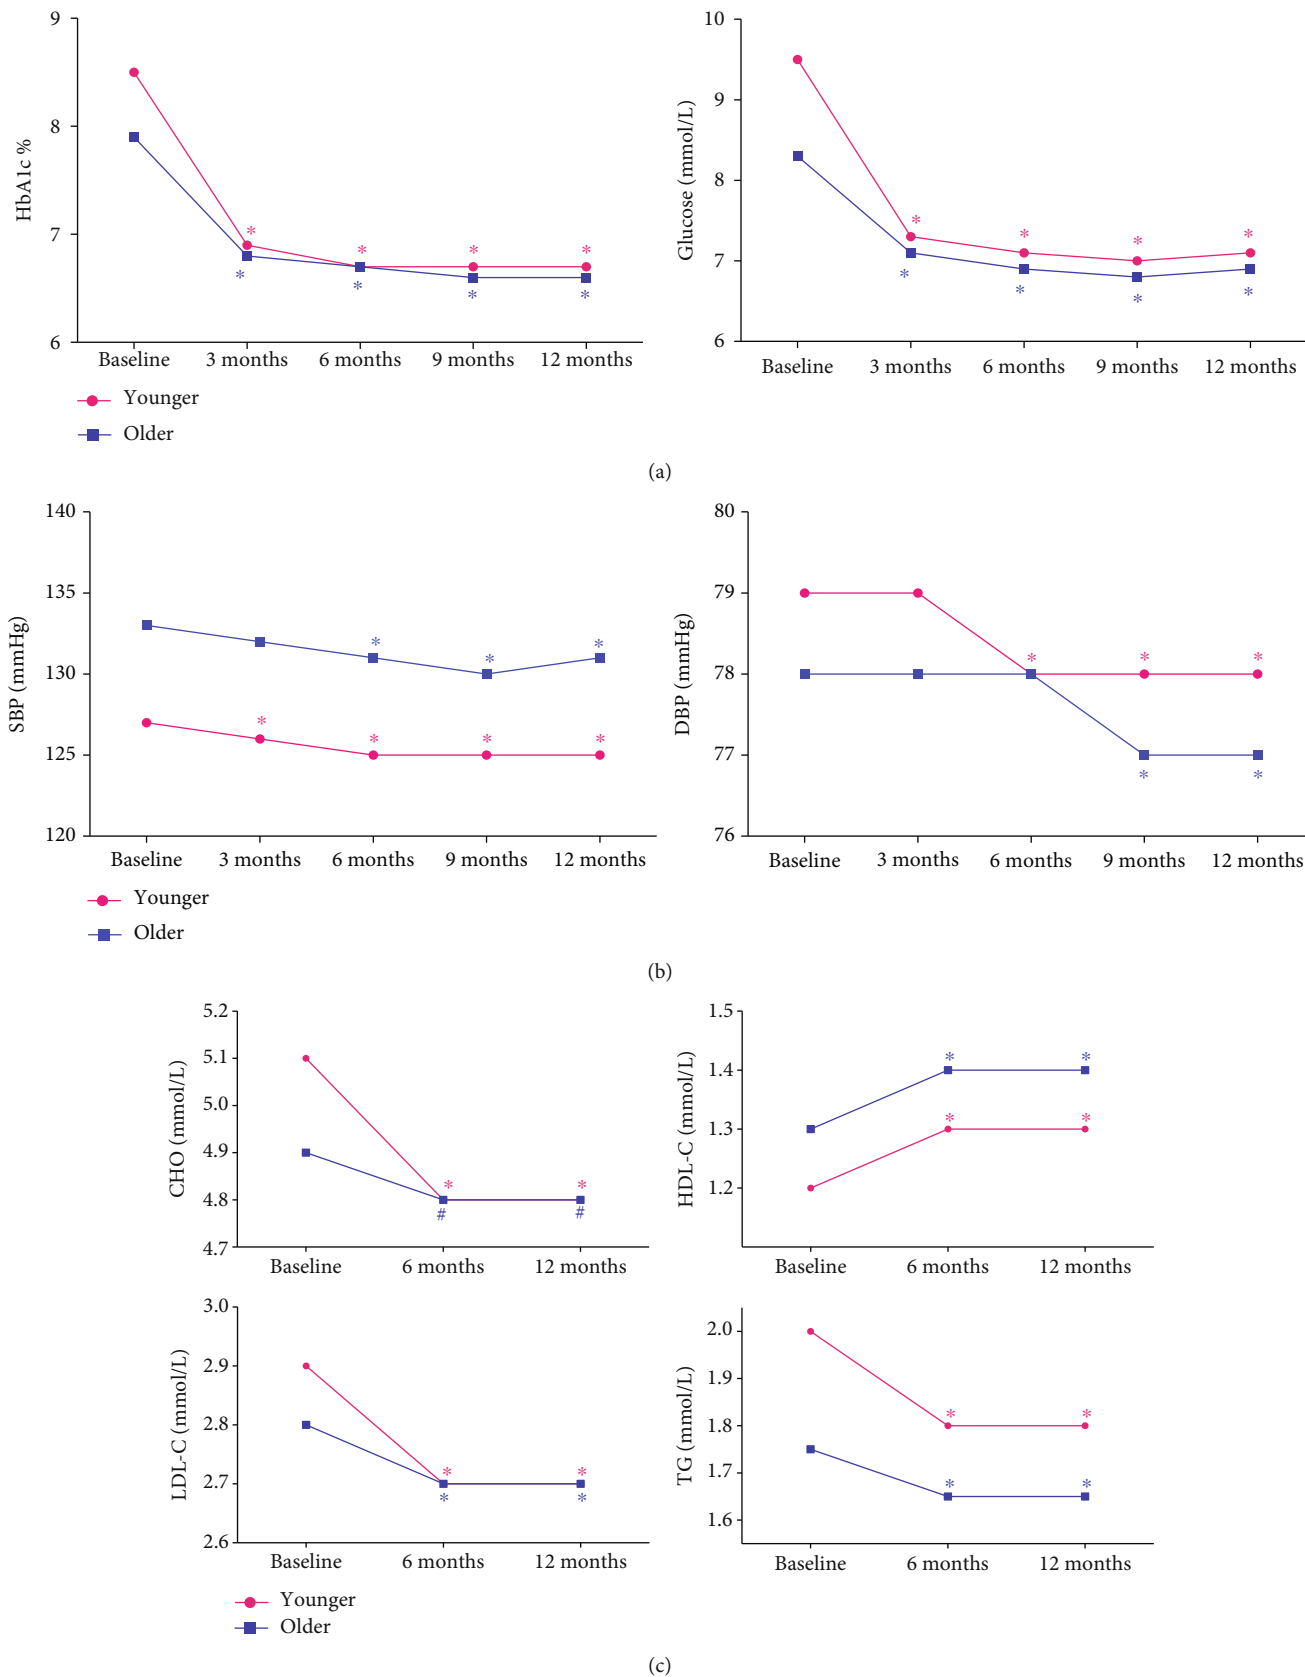 HbA1c %
9
8
7
6
* * * *
* * * *
Baseline 3 months 6 months 9 months 12 months
Younger
Older
Glucose (mmol/L)
10
9
8
7
6
* * * *
* * * *
Baseline 3 months 6 months 9 months 12 months
(a)
SBP (mmHg)
140
135
130
125
120
* * *
* * * *
Baseline 3 months 6 months 9 months 12 months
Younger
Older
DBP (mmHg)
80
79
78
77
76
* * *
* *
Baseline 3 months 6 months 9 months 12 months
(b)
CHO (mmol/L)
5.2
5.1
5.0
4.9
4.8
4.7
* *
# #
Baseline 6 months 12 months
HDL-C (mmol/L)
1.5
1.4
1.3
1.2
* *
* *
Baseline 6 months 12 months
LDL-C (mmol/L)
3.0
2.9
2.8
2.7
2.6
* *
* *
Baseline 6 months 12 months
Younger
Older
TG (mmol/L)
2.0
1.9
1.8
1.7
1.6
* *
* *
Baseline 6 months 12 months
(c)